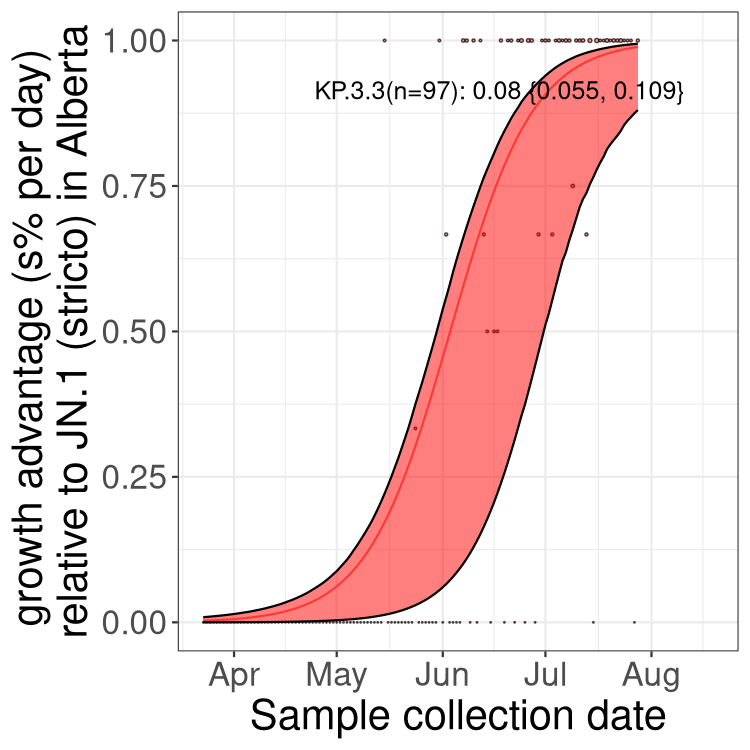 growth advantage (s% per day)
relative to JN.1 (stricto) in Alberta
1.00
0.75
0.50
0.25
0.00
KP.3.3(n=97): 0.08 {0.055, 0.109}
Apr May Jun Jul Aug
Sample collection date